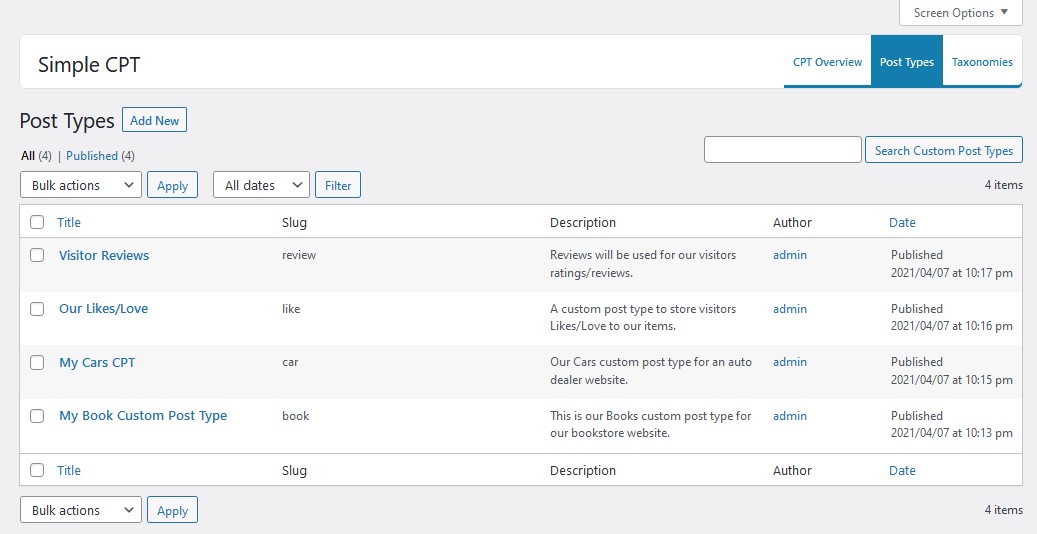 Screen Options
Simple CPT
CPT Overview Post Types Taxonomies
Post Types Add New
All (4) | Published (4)
Search Custom Post Types
Bulk actions Apply All dates Filter 4 items
Title Slug Description Author Date
Visitor Reviews review Reviews will be used for our visitors admin Published
ratings/reviews. 2021/04/07 at 10:17 pm
Our Likes/Love like A custom post type to store visitors admin Published
Likes/Love to our items. 2021/04/07 at 10:16 pm
My Cars CPT car Our Cars custom post type for an auto admin Published
dealer website. 2021/04/07 at 10:15 pm
My Book Custom Post Type book This is our Books custom post type for admin Published
our bookstore website. 2021/04/07 at 10:13 pm
Title Slug Description Author Date
Bulk actions Apply 4 items